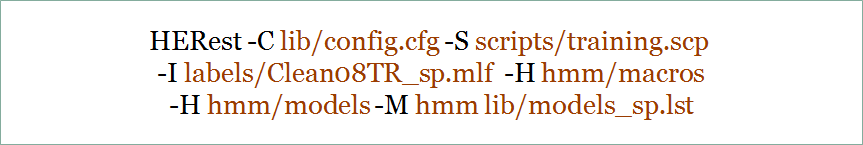 HERest -C lib/config.cfg -S scripts/training.scp
-I labels/Clean08TR_sp.mlf -H hmm/macros
-H hmm/models -M hmm lib/models_sp.lst